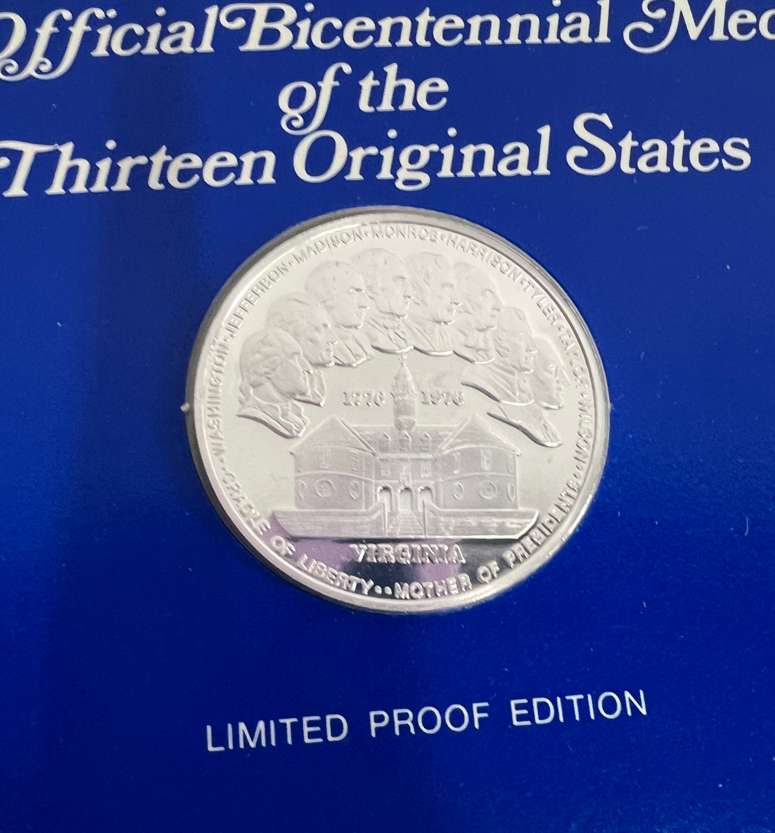 Official Bicentennial Med
of the
Thirteen Original States
•WASHINGTON•JEFFERSON•MADISON•MONROE•HARRISON•TYLER•TAYLOR•WILSON•
1776 1976
VIRGINIA
•CRADLE OF LIBERTY••MOTHER OF PRESIDENTS•
LIMITED PROOF EDITION